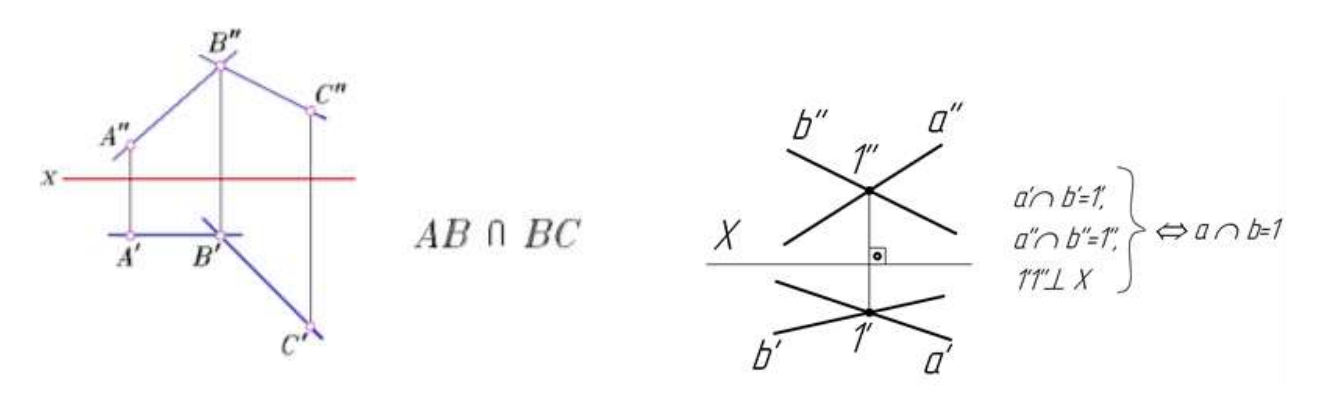 B″
C″
A″
x
A′
B′
C′
AB ∩ BC
b″
a″
1″
X
b′
1′
a′
a′∩ b′=1′,
a″∩ b″=1″,
1′1″⊥ X
⇔ a ∩ b=1